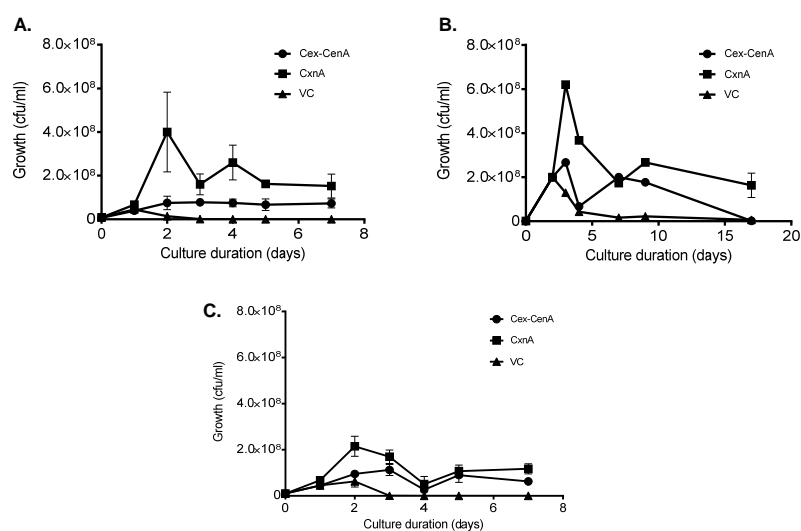 A.
Growth (cfu/ml)
8.0×10⁸
6.0×10⁸
4.0×10⁸
2.0×10⁸
0
0 2 4 6 8
Culture duration (days)
Cex-CenA
CxnA
VC
B.
Growth (cfu/ml)
8.0×10⁸
6.0×10⁸
4.0×10⁸
2.0×10⁸
0
0 5 10 15 20
Culture duration (days)
Cex-CenA
CxnA
VC
C.
Growth (cfu/ml)
8.0×10⁸
6.0×10⁸
4.0×10⁸
2.0×10⁸
0
0 2 4 6 8
Culture duration (days)
Cex-CenA
CxnA
VC